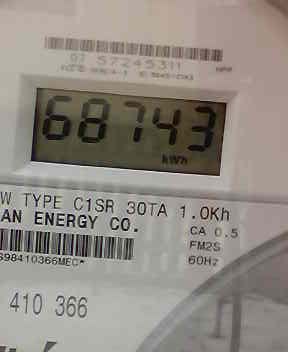 07 57245311
68743
kWh
W TYPE C1SR 30TA 1.0Kh
AN ENERGY CO.
CA 0.5
FM2S
S98410366MEC*
60Hz
410 366